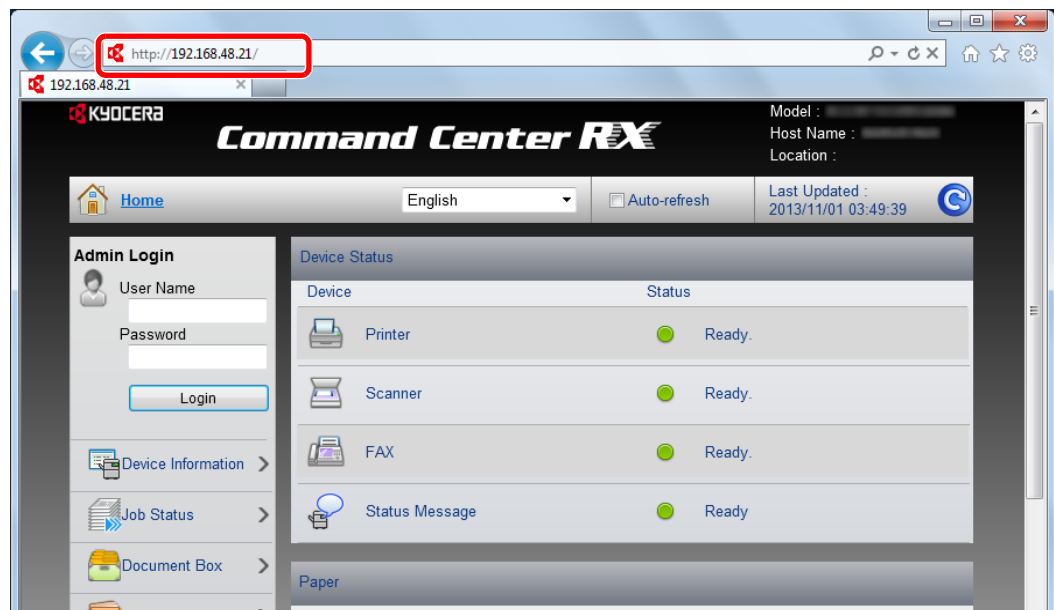 http://192.168.48.21/
192.168.48.21
KYOCERA
Command Center RX
Model :
Host Name :
Location :
Home
English
Auto-refresh
Last Updated :
2013/11/01 03:49:39
Admin Login
User Name
Password
Login
Device Information
Job Status
Document Box
Device Status
Device Status
Printer Ready.
Scanner Ready.
FAX Ready.
Status Message Ready
Paper